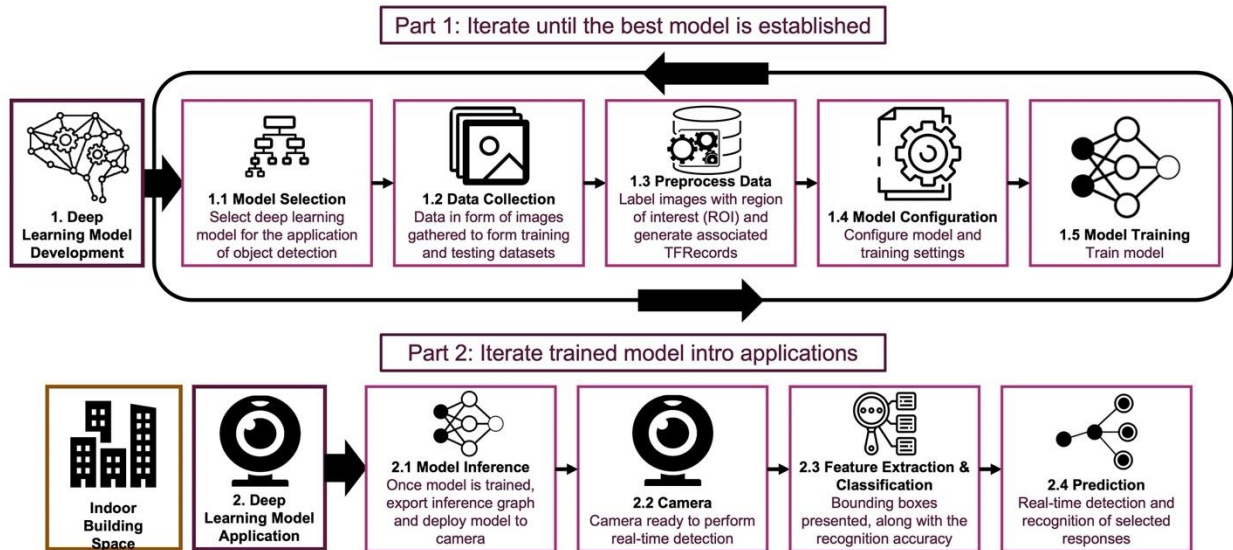 Part 1: Iterate until the best model is established
1. Deep
Learning Model
Development
1.1 Model Selection
Select deep learning
model for the application
of object detection
1.2 Data Collection
Data in form of images
gathered to form training
and testing datasets
1.3 Preprocess Data
Label images with region
of interest (ROI) and
generate associated
TFRecords
1.4 Model Configuration
Configure model and
training settings
1.5 Model Training
Train model
Part 2: Iterate trained model intro applications
Indoor
Building
Space
2. Deep
Learning Model
Application
2.1 Model Inference
Once model is trained,
export inference graph
and deploy model to
camera
2.2 Camera
Camera ready to perform
real-time detection
2.3 Feature Extraction &
Classification
Bounding boxes
presented, along with the
recognition accuracy
2.4 Prediction
Real-time detection and
recognition of selected
responses